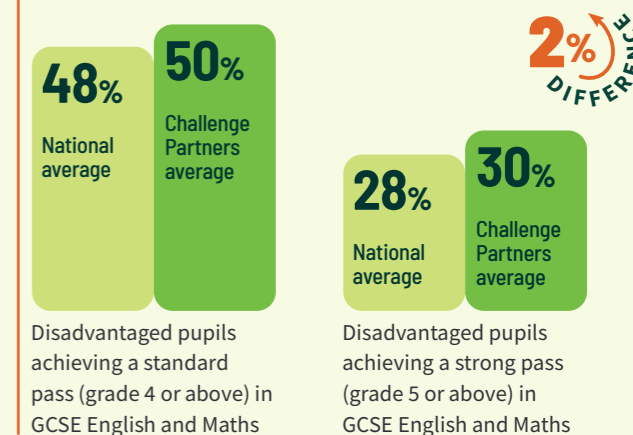 48%
National
average
50%
Challenge
Partners
average
Disadvantaged pupils
achieving a standard
pass (grade 4 or above) in
GCSE English and Maths
2%
DIFFERENCE
28%
National
average
30%
Challenge
Partners
average
Disadvantaged pupils
achieving a strong pass
(grade 5 or above) in
GCSE English and Maths